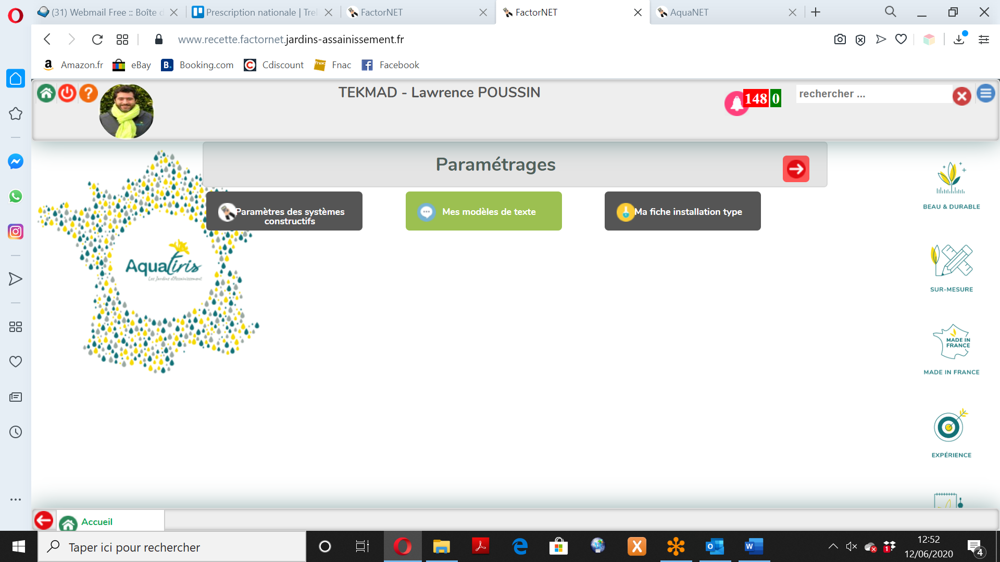 (31) Webmail Free :: Boîte d
Prescription nationale | Trel
FactorNET
FactorNET
AquaNET
www.recette.factornet.jardins-assainissement.fr
Amazon.fr
eBay
Booking.com
Cdiscount
Fnac
Facebook
TEKMAD - Lawrence POUSSIN
148 0
rechercher ...
Paramétrages
Paramètres des systèmes
constructifs
Mes modèles de texte
Ma fiche installation type
Aquatiris
Les Jardins d'Assainissement
BEAU & DURABLE
SUR-MESURE
MADE IN
FRANCE
MADE IN FRANCE
EXPÉRIENCE
Accueil
Taper ici pour rechercher
12:52
12/06/2020
4